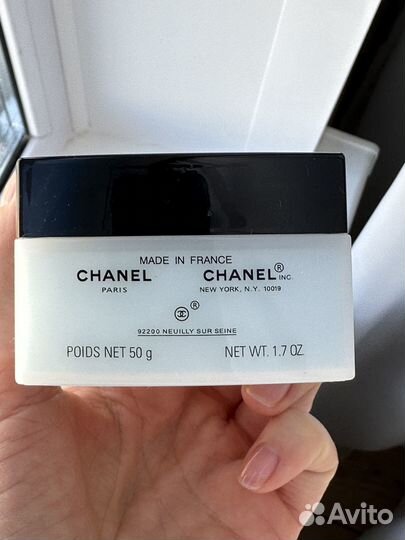 MADE IN FRANCE
CHANEL CHANEL® INC.
PARIS NEW YORK, N.Y. 10019
®
92200 NEUILLY SUR SEINE
POIDS NET 50 g NET WT. 1.7 OZ.
Avito